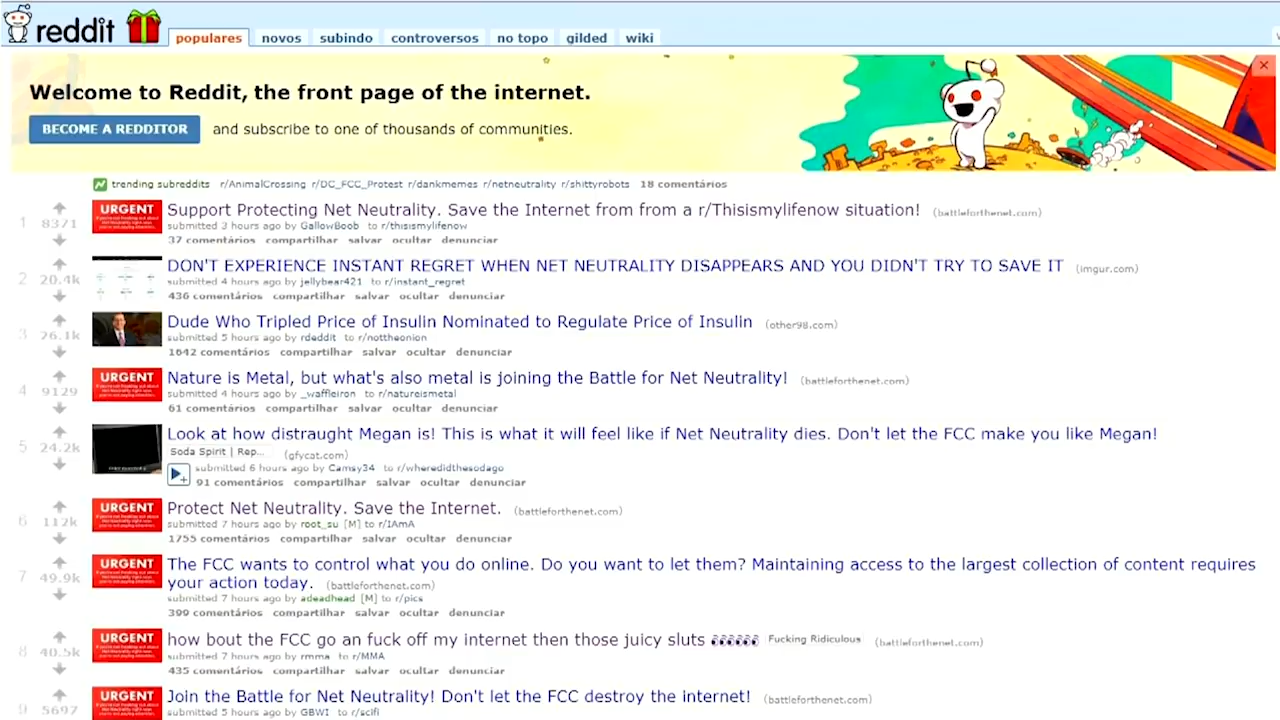 reddit
populares novos subindo controversos no topo gilded wiki
Welcome to Reddit, the front page of the internet.
BECOME A REDDITOR and subscribe to one of thousands of communities.
trending subreddits r/AnimalCrossing r/DC_FCC_Protest r/dankmemes r/netneutrality r/shittyrobots 18 comentários
1 8371 URGENT Support Protecting Net Neutrality. Save the Internet from from a r/Thisismylifenow situation! (battleforthenet.com)
submitted 3 hours ago by GallowBoob to r/thisismylifenow
37 comentários compartilhar salvar ocultar denunciar
2 20.4k DON'T EXPERIENCE INSTANT REGRET WHEN NET NEUTRALITY DISAPPEARS AND YOU DIDN'T TRY TO SAVE IT (imgur.com)
submitted 4 hours ago by jellybear421 to r/instant_regret
436 comentários compartilhar salvar ocultar denunciar
3 26.1k Dude Who Tripled Price of Insulin Nominated to Regulate Price of Insulin (other98.com)
submitted 5 hours ago by rdeddit to r/nottheonion
1642 comentários compartilhar salvar ocultar denunciar
4 9129 URGENT Nature is Metal, but what's also metal is joining the Battle for Net Neutrality! (battleforthenet.com)
submitted 4 hours ago by _waffleiron to r/natureismetal
61 comentários compartilhar salvar ocultar denunciar
5 24.2k Look at how distraught Megan is! This is what it will feel like if Net Neutrality dies. Don't let the FCC make you like Megan!
Soda Spirit | Rep... (gfycat.com)
submitted 6 hours ago by Camsy34 to r/wheredidthesodago
91 comentários compartilhar salvar ocultar denunciar
6 112k URGENT Protect Net Neutrality. Save the Internet. (battleforthenet.com)
submitted 7 hours ago by root_su [M] to r/IAmA
1755 comentários compartilhar salvar ocultar denunciar
7 49.9k URGENT The FCC wants to control what you do online. Do you want to let them? Maintaining access to the largest collection of content requires
your action today. (battleforthenet.com)
submitted 7 hours ago by adeadhead [M] to r/pics
399 comentários compartilhar salvar ocultar denunciar
8 40.5k URGENT how bout the FCC go an fuck off my internet then those juicy sluts Fucking Ridiculous (battleforthenet.com)
submitted 7 hours ago by rmma to r/MMA
435 comentários compartilhar salvar ocultar denunciar
9 5697 URGENT Join the Battle for Net Neutrality! Don't let the FCC destroy the internet! (battleforthenet.com)
submitted 5 hours ago by GBWI to r/scifi